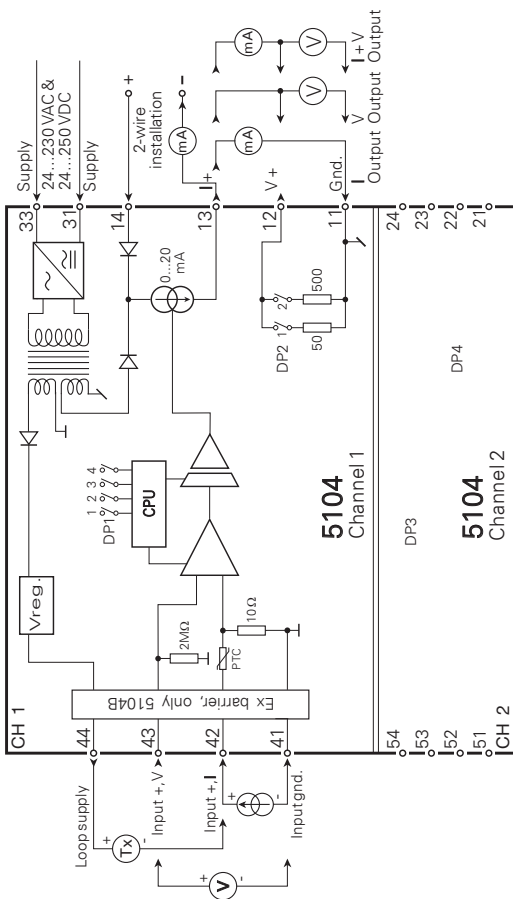 CH 1
44
43
42
41
Loop supply
Input +, V
Input +, I
Input gnd.
+
Tx
-
+
V
-
+
-
Ex barrier, only 5104B
Vreg.
2MΩ
PTC
10Ω
DP1
1 2 3 4
CPU
0...20
mA
DP2
1
2
50
500
33
31
14
13
12
11
Supply
24...230 VAC &
24...250 VDC
Supply
+
2-wire
installation
-
mA
I+
V +
Gnd.
mA
I
Output
V
V
Output
mA
V
I + V
Output
5104
Channel 1
DP3
DP4
5104
Channel 2
54
53
52
51
CH 2
24
23
22
21